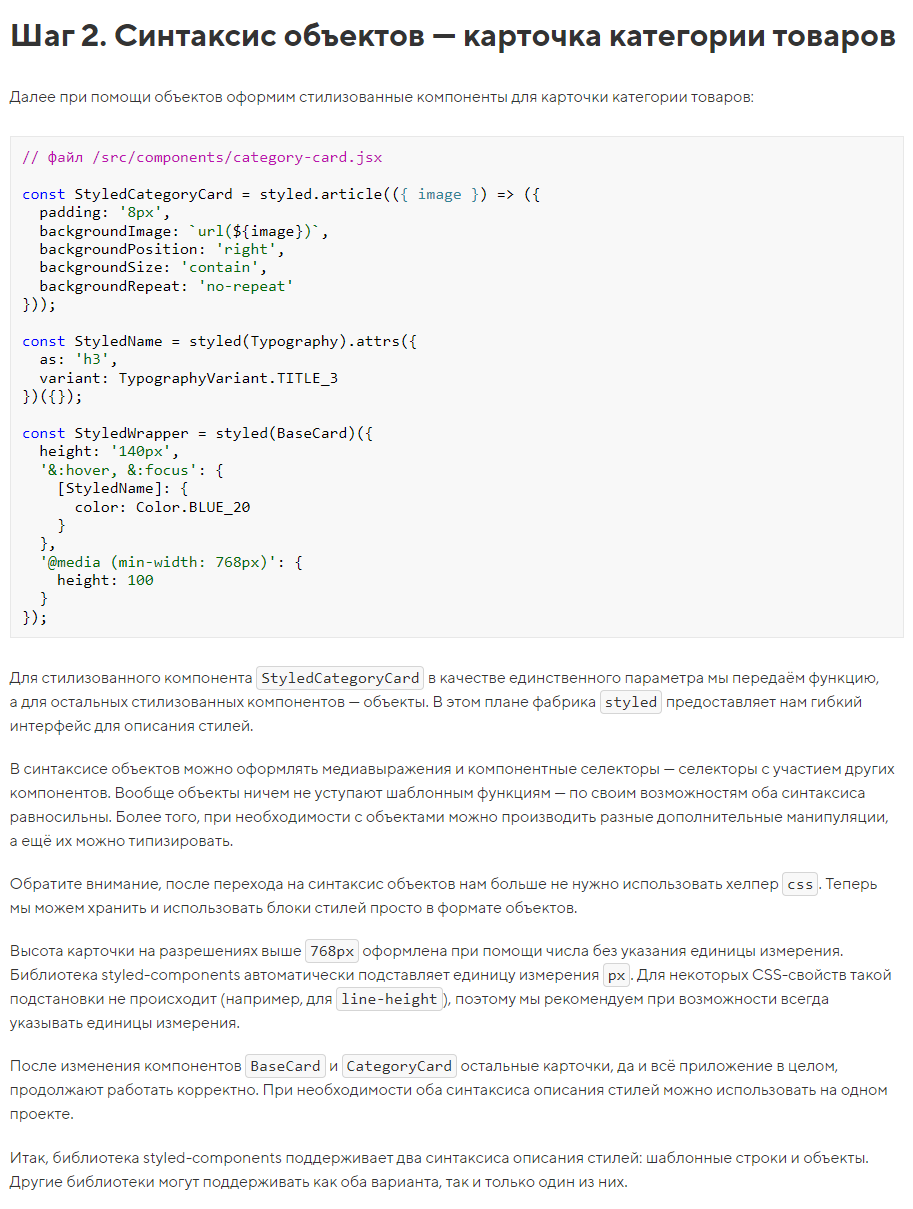 Шаг 2. Синтаксис объектов — карточка категории товаров
Далее при помощи объектов оформим стилизованные компоненты для карточки категории товаров:
// файл /src/components/category-card.jsx
const StyledCategoryCard = styled.article(({ image }) => ({
  padding: '8px',
  backgroundImage: `url(${image})`,
  backgroundPosition: 'right',
  backgroundSize: 'contain',
  backgroundRepeat: 'no-repeat'
}));
const StyledName = styled(Typography).attrs({
  as: 'h3',
  variant: TypographyVariant.TITLE_3
})({});
const StyledWrapper = styled(BaseCard)({
  height: '140px',
  '&:hover, &:focus': {
    [StyledName]: {
      color: Color.BLUE_20
    }
  },
  '@media (min-width: 768px)': {
    height: 100
  }
});
Для стилизованного компонента StyledCategoryCard в качестве единственного параметра мы передаём функцию,
а для остальных стилизованных компонентов — объекты. В этом плане фабрика styled предоставляет нам гибкий
интерфейс для описания стилей.
В синтаксисе объектов можно оформлять медиавыражения и компонентные селекторы — селекторы с участием других
компонентов. Вообще объекты ничем не уступают шаблонным функциям — по своим возможностям оба синтаксиса
равносильны. Более того, при необходимости с объектами можно производить разные дополнительные манипуляции,
а ещё их можно типизировать.
Обратите внимание, после перехода на синтаксис объектов нам больше не нужно использовать хелпер css. Теперь
мы можем хранить и использовать блоки стилей просто в формате объектов.
Высота карточки на разрешениях выше 768px оформлена при помощи числа без указания единицы измерения.
Библиотека styled-components автоматически подставляет единицу измерения px. Для некоторых CSS-свойств такой
подстановки не происходит (например, для line-height), поэтому мы рекомендуем при возможности всегда
указывать единицы измерения.
После изменения компонентов BaseCard и CategoryCard остальные карточки, да и всё приложение в целом,
продолжают работать корректно. При необходимости оба синтаксиса описания стилей можно использовать на одном
проекте.
Итак, библиотека styled-components поддерживает два синтаксиса описания стилей: шаблонные строки и объекты.
Другие библиотеки могут поддерживать как оба варианта, так и только один из них.